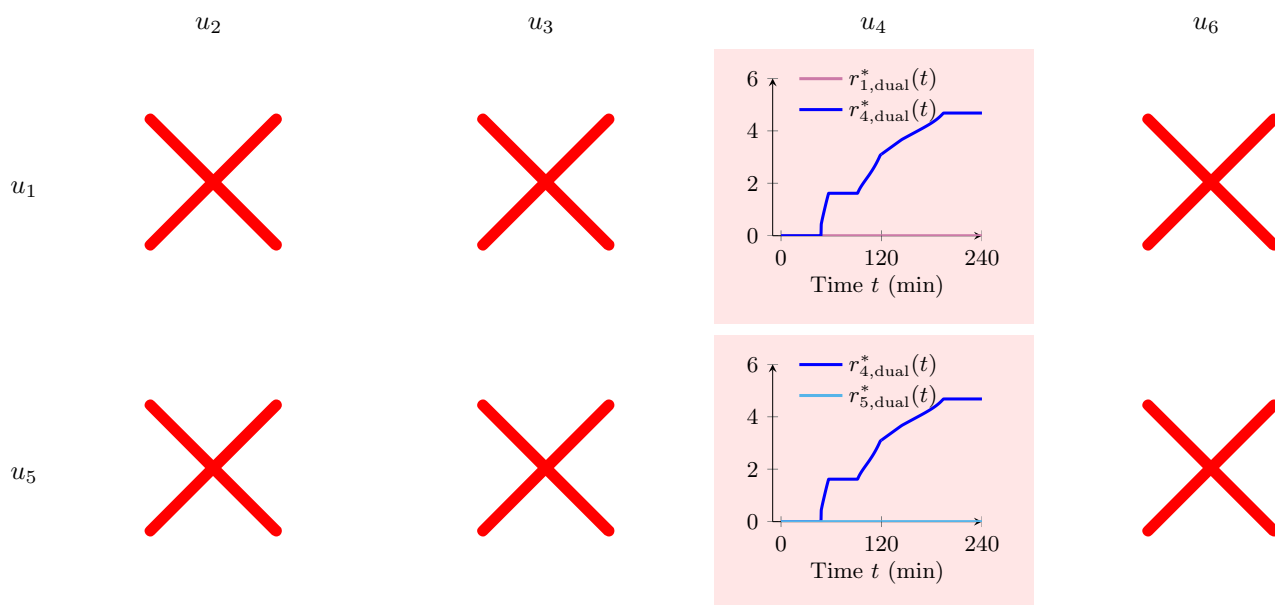 u₂ u₃ u₄ u₆
u₁
6
4
2
0
r*₁,dual(t)
r*₄,dual(t)
0 120 240
Time t (min)
u₅
6
4
2
0
r*₄,dual(t)
r*₅,dual(t)
0 120 240
Time t (min)